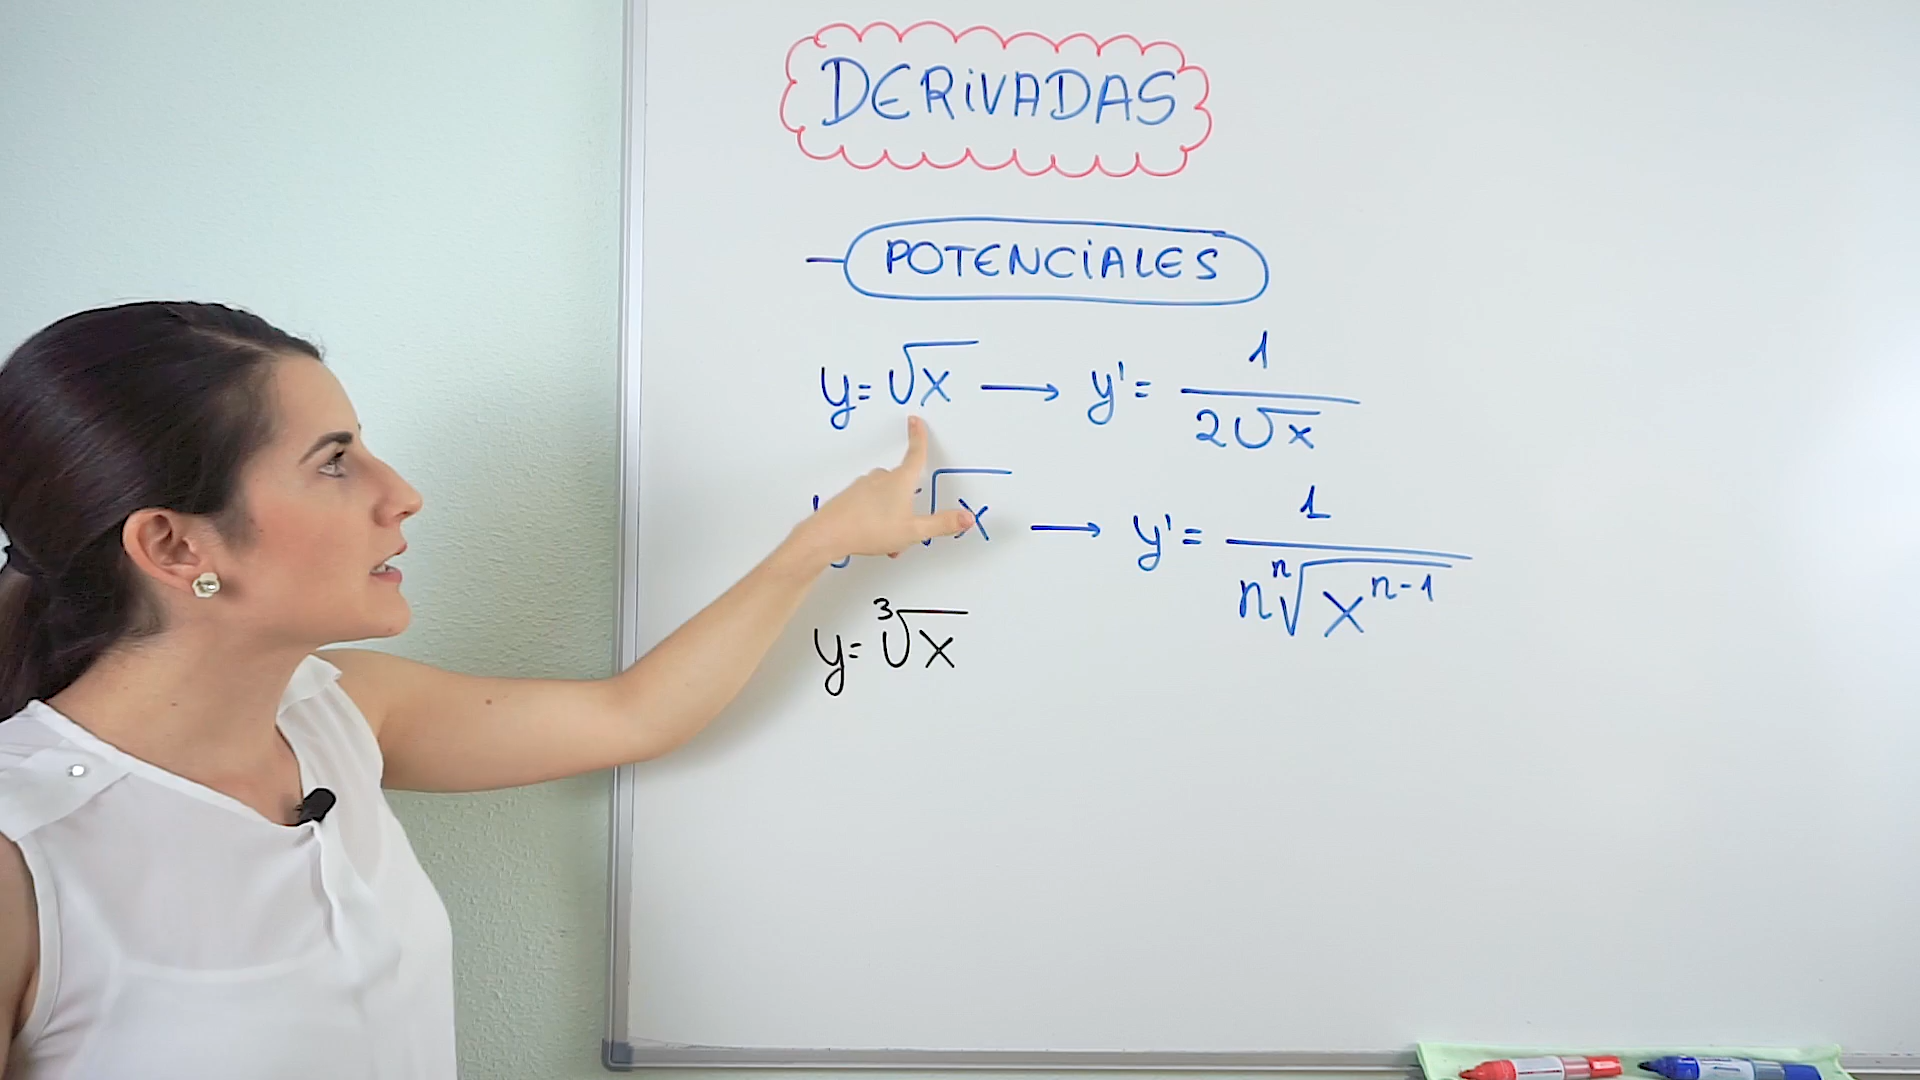 DERIVADAS
- POTENCIALES
y = √x → y' = 1 / (2√x)
√x → y' = 1 / (n ⁿ√(xⁿ⁻¹))
y = ³√x